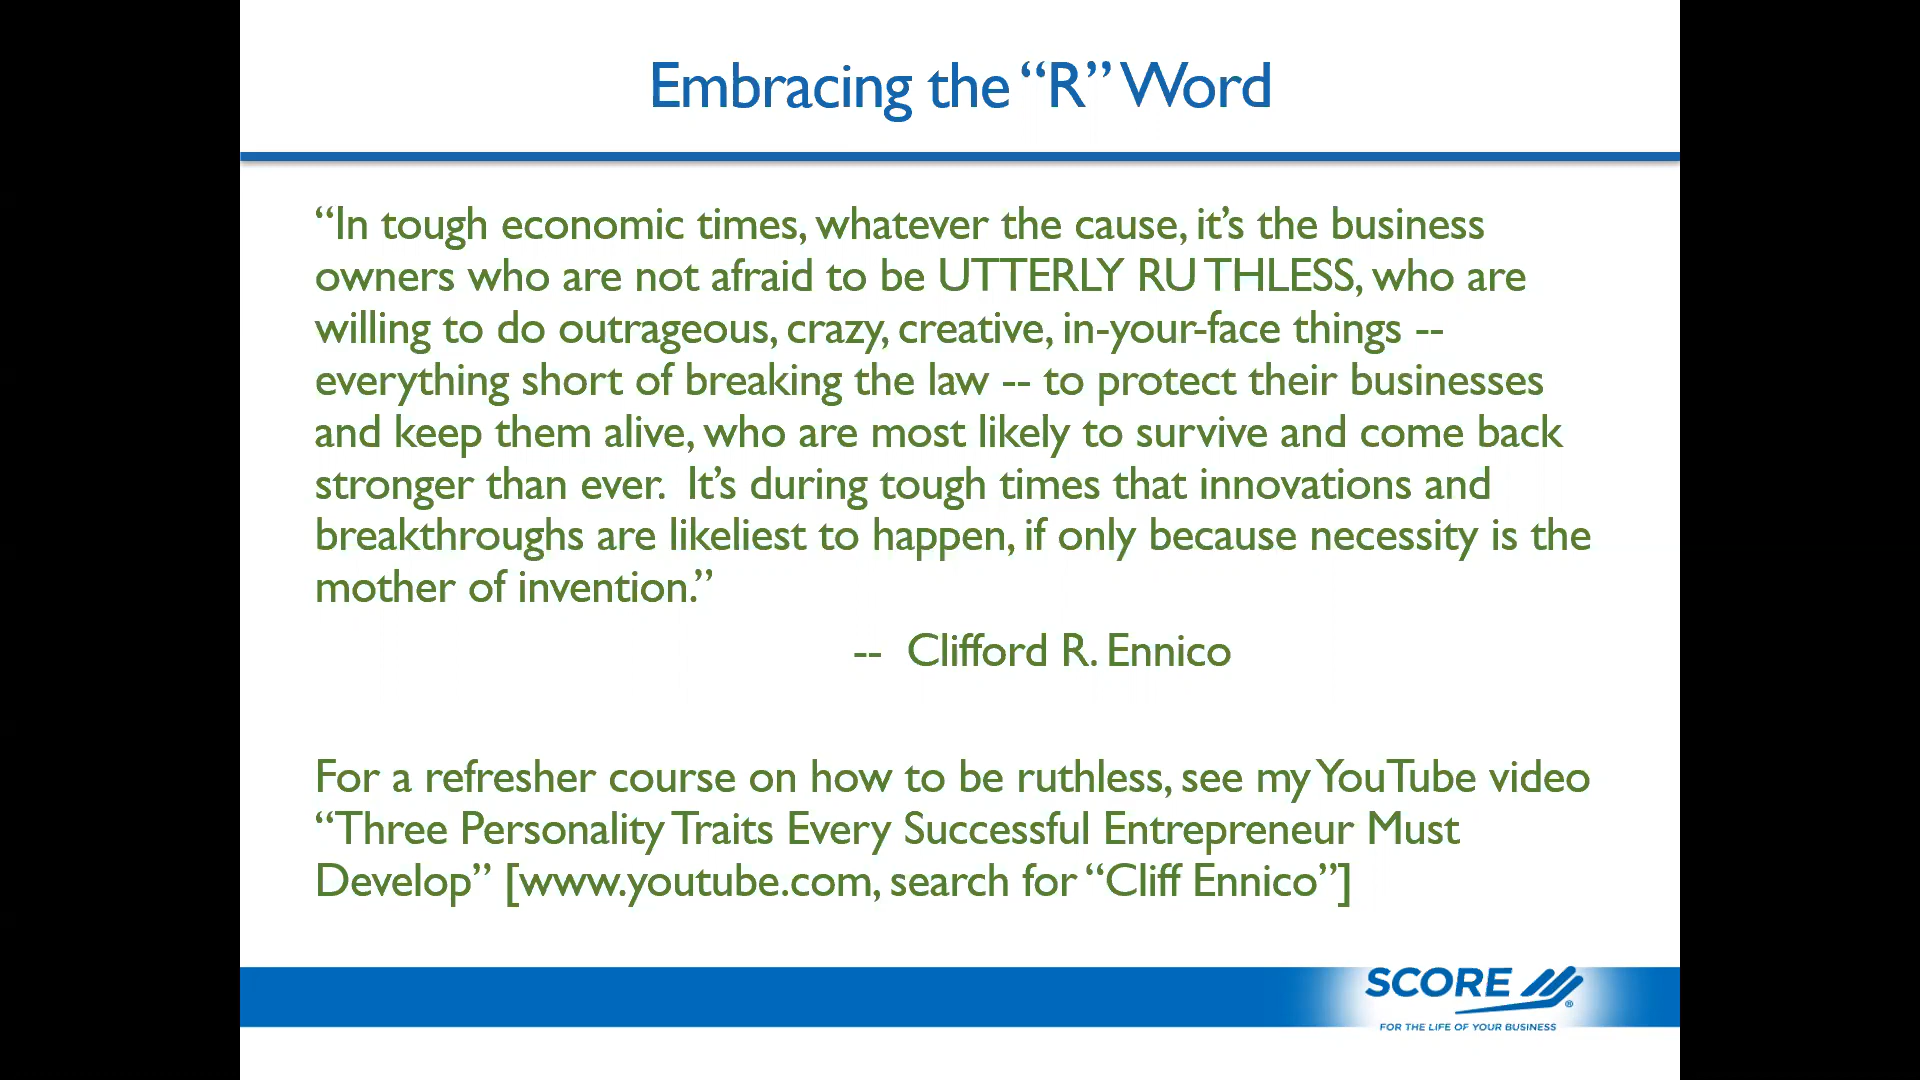 Embracing the “R” Word
“In tough economic times, whatever the cause, it’s the business
owners who are not afraid to be UTTERLY RUTHLESS, who are
willing to do outrageous, crazy, creative, in-your-face things --
everything short of breaking the law -- to protect their businesses
and keep them alive, who are most likely to survive and come back
stronger than ever.  It’s during tough times that innovations and
breakthroughs are likeliest to happen, if only because necessity is the
mother of invention.”
-- Clifford R. Ennico
For a refresher course on how to be ruthless, see my YouTube video
“Three Personality Traits Every Successful Entrepreneur Must
Develop” [www.youtube.com, search for “Cliff Ennico”]
SCORE ®
FOR THE LIFE OF YOUR BUSINESS